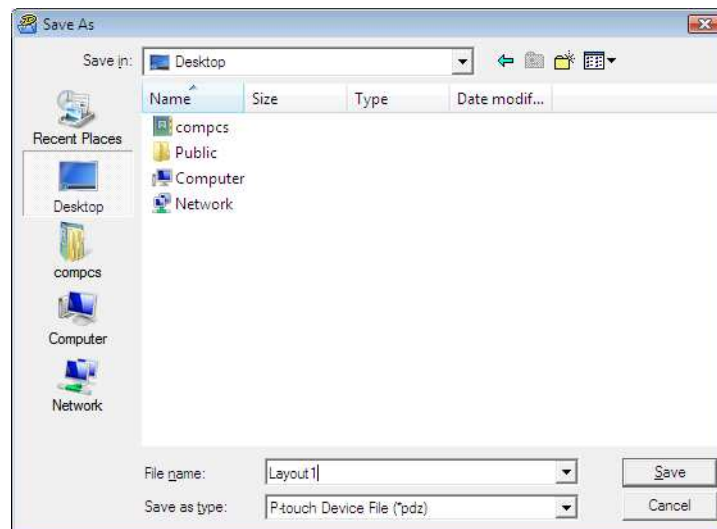 Save As
Save in:
Desktop
Name Size Type Date modif...
compcs
Public
Computer
Network
Recent Places
Desktop
compcs
Computer
Network
File name: Layout1 Save
Save as type: P-touch Device File (*pdz) Cancel